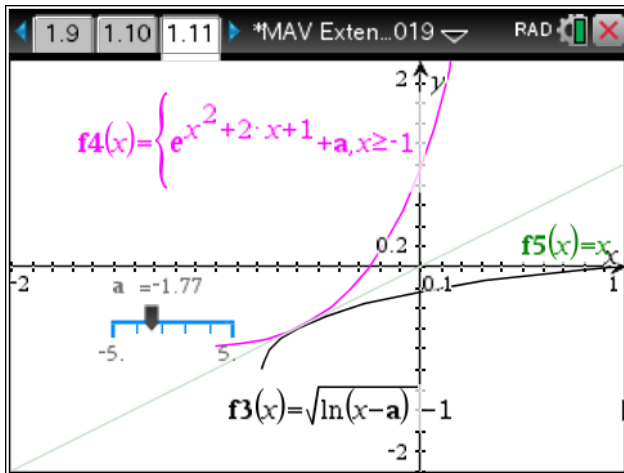 1.9 1.10 1.11 *MAV Exten...019 RAD
2 y
f4(x)={e^x^2+2·x+1 +a,x≥-1
0.2 f5(x)=x x
-2 0.1 1
a =-1.77
-5. 5.
f3(x)=√ln(x-a) -1
-2